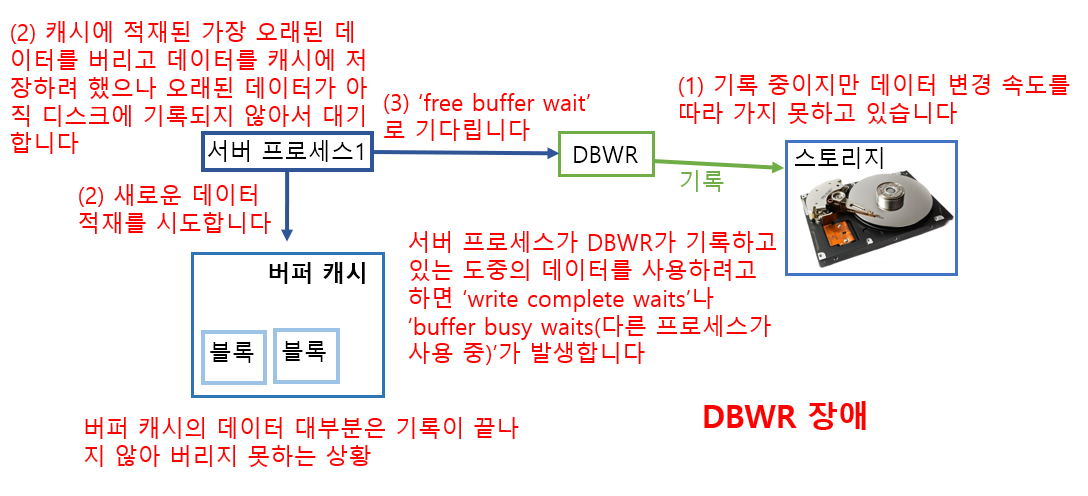 (2) 캐시에 적재된 가장 오래된 데
이터를 버리고 데이터를 캐시에 저
장하려 했으나 오래된 데이터가 아
직 디스크에 기록되지 않아서 대기
합니다
(3) ‘free buffer wait’
로 기다립니다
(1) 기록 중이지만 데이터 변경 속도를
따라 가지 못하고 있습니다
서버 프로세스1
DBWR
기록
스토리지
(2) 새로운 데이터
적재를 시도합니다
버퍼 캐시
블록
블록
서버 프로세스가 DBWR가 기록하고
있는 도중의 데이터를 사용하려고
하면 ‘write complete waits’나
‘buffer busy waits(다른 프로세스가
사용 중)’가 발생합니다
버퍼 캐시의 데이터 대부분은 기록이 끝나
지 않아 버리지 못하는 상황
DBWR 장애